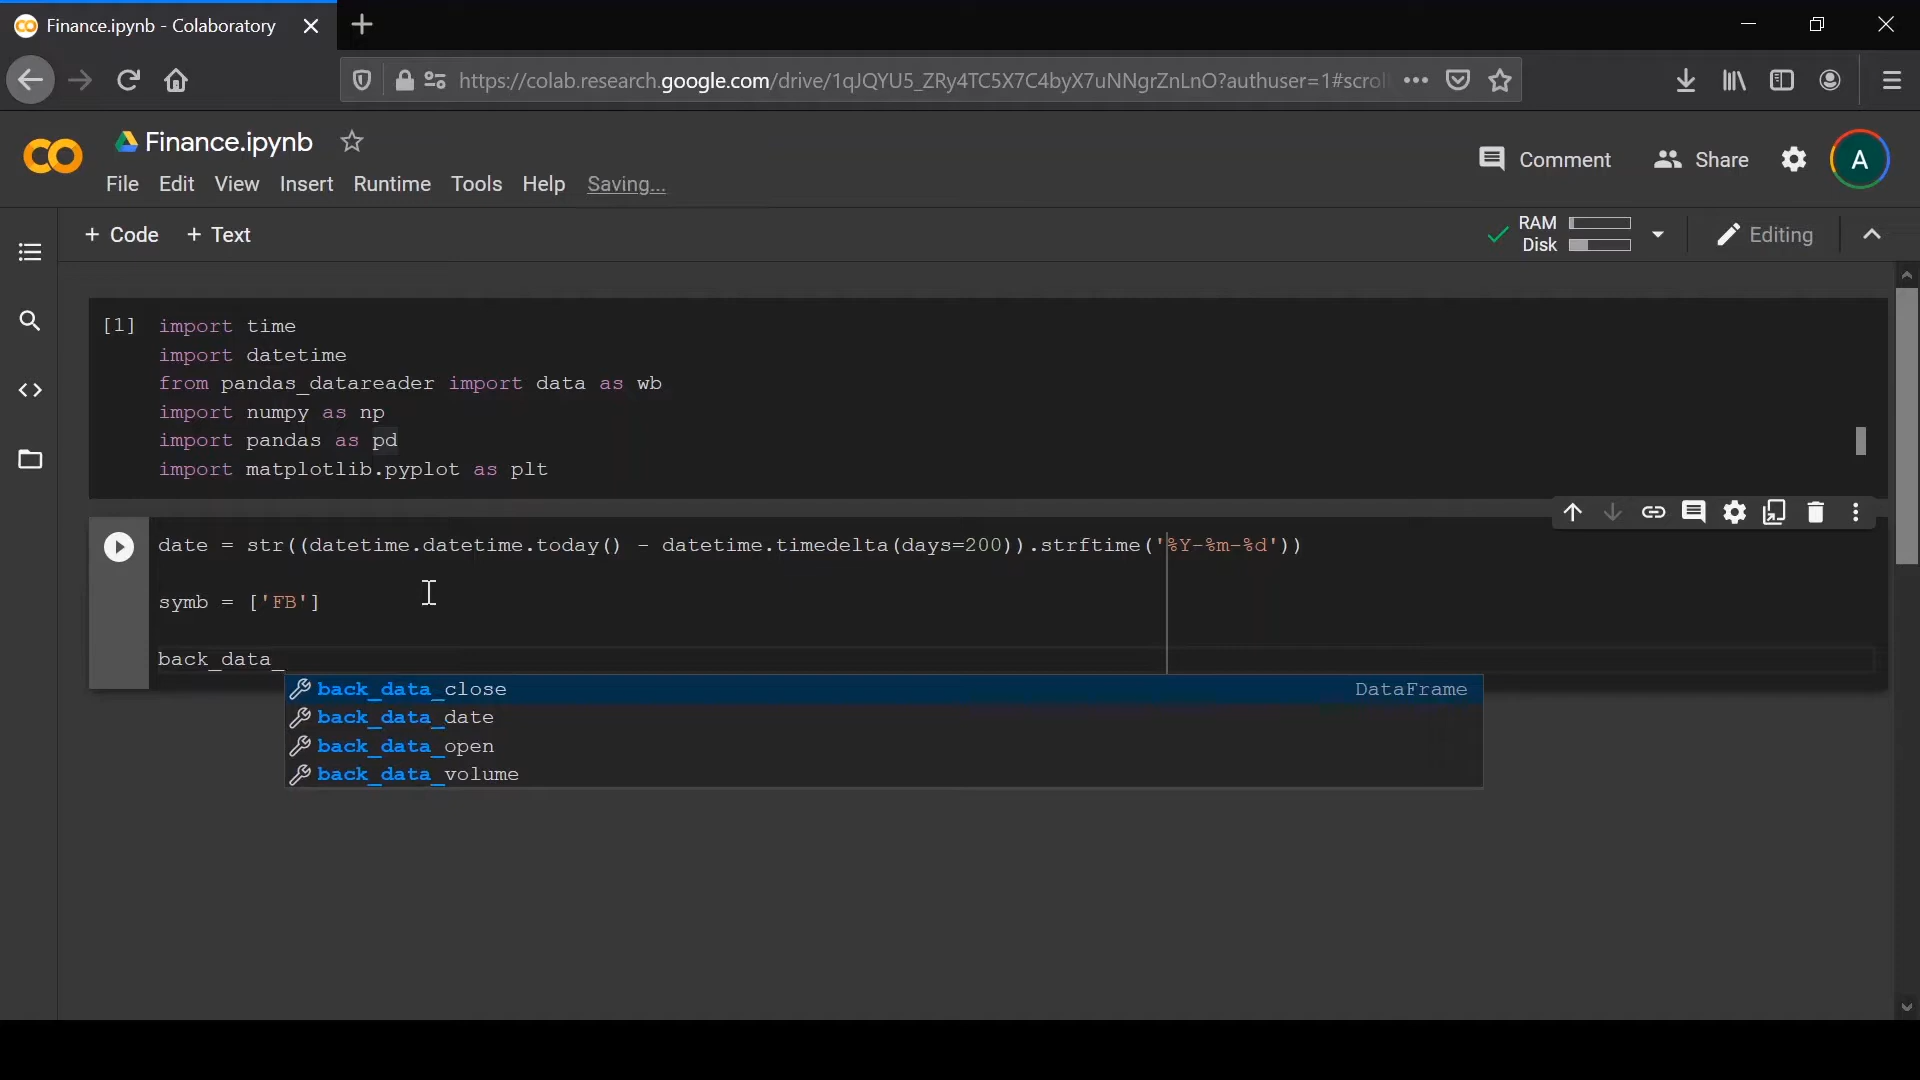 Finance.ipynb - Colaboratory
https://colab.research.google.com/drive/1qJQYU5_ZRy4TC5X7C4byX7uNNgrZnLnO?authuser=1#scrol
Finance.ipynb
Comment Share A
File Edit View Insert Runtime Tools Help Saving...
+ Code + Text
RAM
Disk
Editing
[1] import time
import datetime
from pandas_datareader import data as wb
import numpy as np
import pandas as pd
import matplotlib.pyplot as plt
date = str((datetime.datetime.today() - datetime.timedelta(days=200)).strftime('%Y-%m-%d'))
symb = ['FB']
back_data_
back_data_close DataFrame
back_data_date
back_data_open
back_data_volume